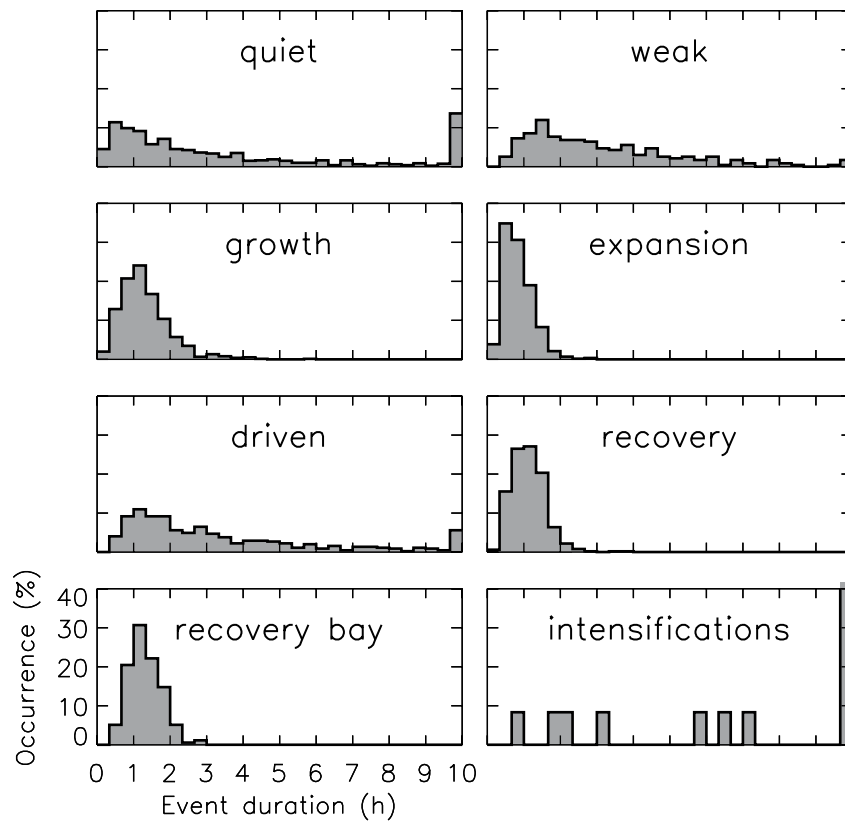 quiet
weak
growth
expansion
driven
recovery
recovery bay
intensifications
Occurrence (%)
40
30
20
10
0
0 1 2 3 4 5 6 7 8 9 10
Event duration (h)